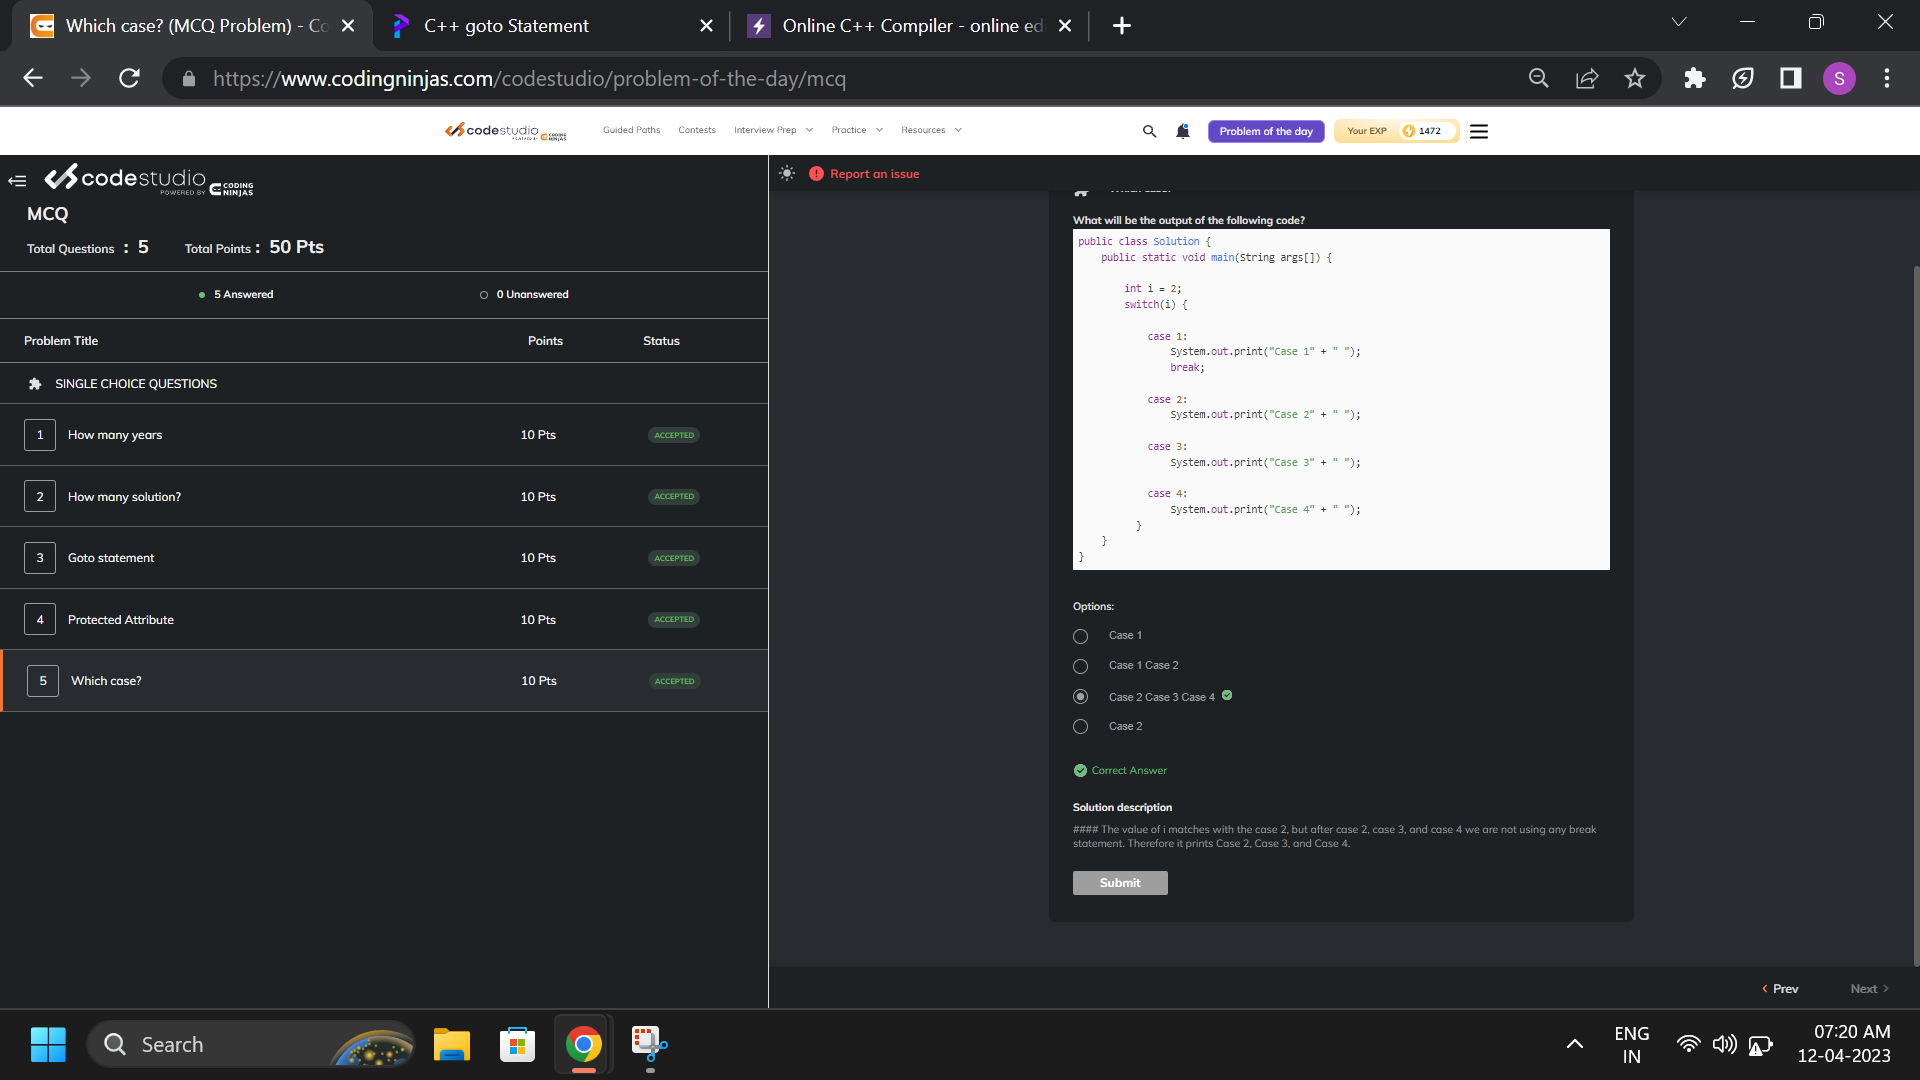 Which case? (MCQ Problem) - Co
C++ goto Statement
Online C++ Compiler - online ed
https://www.codingninjas.com/codestudio/problem-of-the-day/mcq
S
codestudio
POWERED BY CODING NINJAS
Guided Paths
Contests
Interview Prep
Practice
Resources
Problem of the day
Your EXP
1472
codestudio
POWERED BY CODING NINJAS
MCQ
Total Questions : 5
Total Points : 50 Pts
5 Answered
0 Unanswered
Problem Title
Points
Status
SINGLE CHOICE QUESTIONS
1 How many years 10 Pts ACCEPTED
2 How many solution? 10 Pts ACCEPTED
3 Goto statement 10 Pts ACCEPTED
4 Protected Attribute 10 Pts ACCEPTED
5 Which case? 10 Pts ACCEPTED
Report an issue
What will be the output of the following code?
public class Solution {
public static void main(String args[]) {
int i = 2;
switch(i) {
case 1:
System.out.print("Case 1" + " ");
break;
case 2:
System.out.print("Case 2" + " ");
case 3:
System.out.print("Case 3" + " ");
case 4:
System.out.print("Case 4" + " ");
}
}
}
Options:
Case 1
Case 1 Case 2
Case 2 Case 3 Case 4
Case 2
Correct Answer
Solution description
#### The value of i matches with the case 2, but after case 2, case 3, and case 4 we are not using any break
statement. Therefore it prints Case 2, Case 3, and Case 4.
Submit
Prev
Next
Search
ENG
IN
07:20 AM
12-04-2023